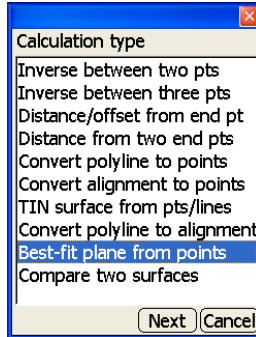 Calculation type
Inverse between two pts
Inverse between three pts
Distance/offset from end pt
Distance from two end pts
Convert polyline to points
Convert alignment to points
TIN surface from pts/lines
Convert polyline to alignment
Best-fit plane from points
Compare two surfaces
Next Cancel